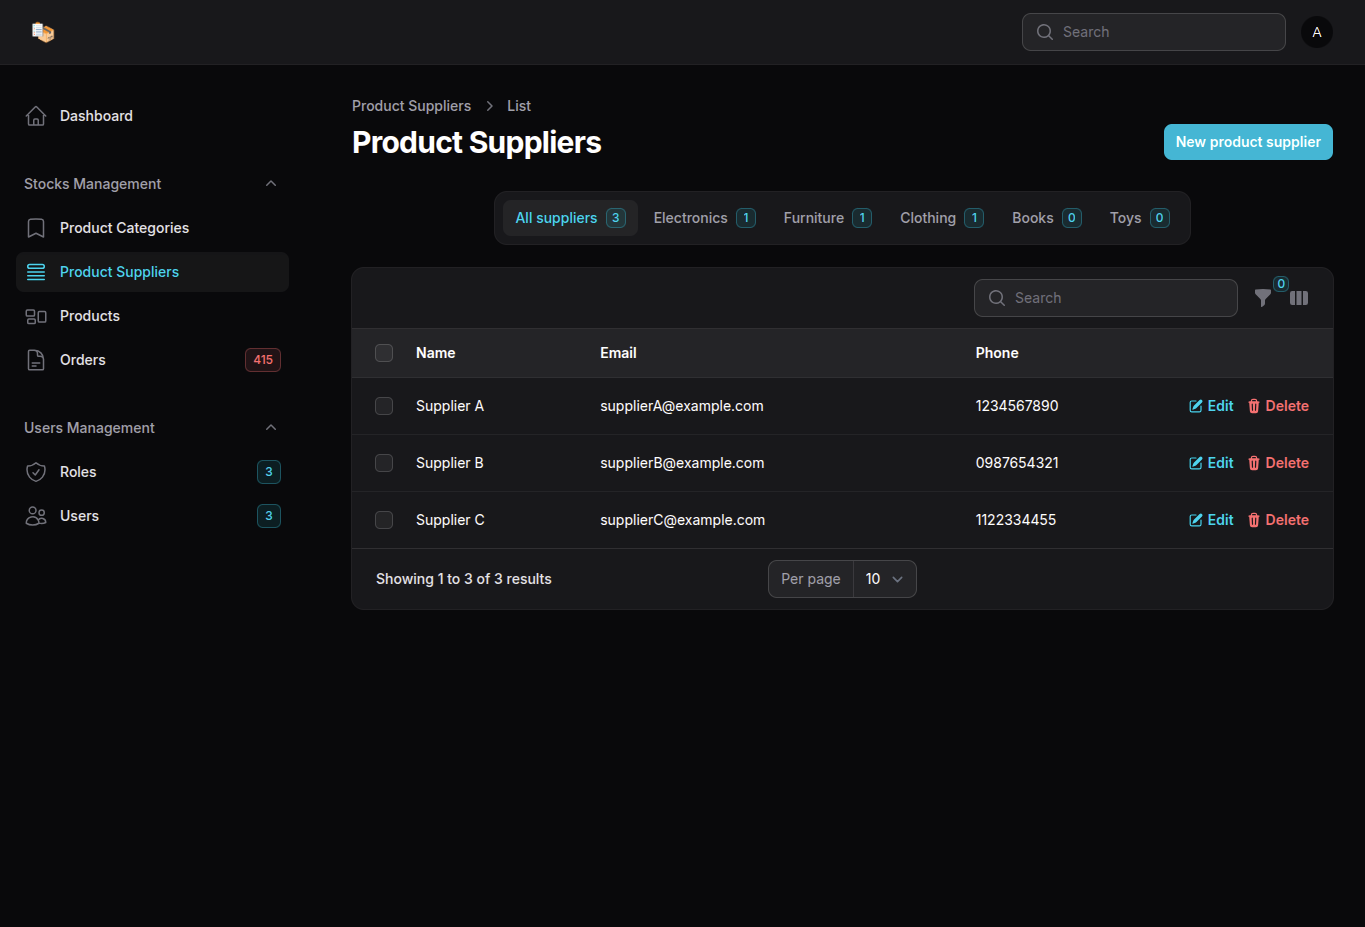 Search
A
Dashboard
Stocks Management
Product Categories
Product Suppliers
Products
Orders 415
Users Management
Roles 3
Users 3
Product Suppliers List
Product Suppliers
New product supplier
All suppliers 3 Electronics 1 Furniture 1 Clothing 1 Books 0 Toys 0
Search 0
Name Email Phone
Supplier A supplierA@example.com 1234567890 Edit Delete
Supplier B supplierB@example.com 0987654321 Edit Delete
Supplier C supplierC@example.com 1122334455 Edit Delete
Showing 1 to 3 of 3 results Per page 10